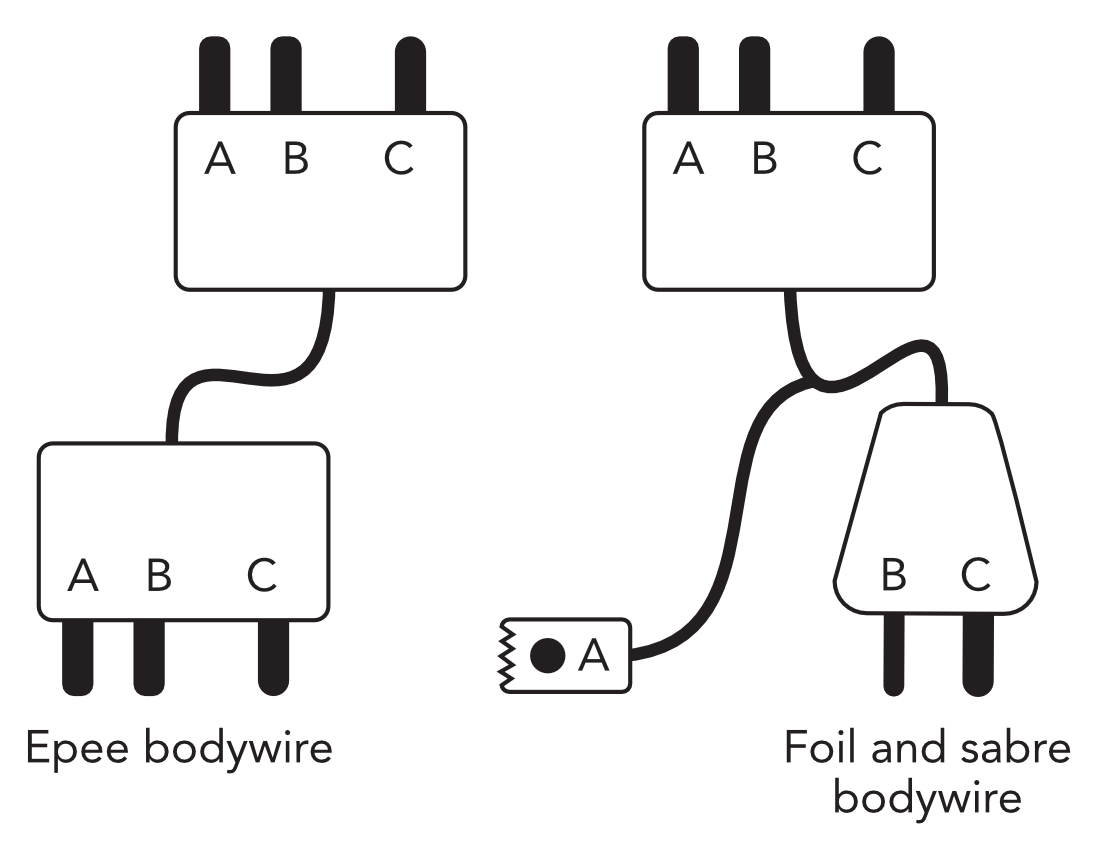 A B C
A B C
A B C
A
B C
Epee bodywire
Foil and sabre
bodywire